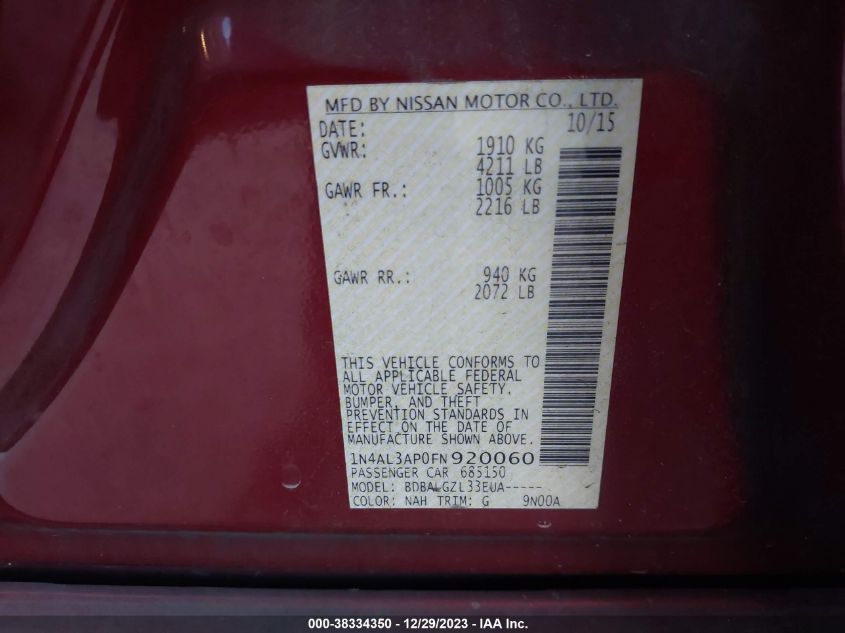 MFD BY NISSAN MOTOR CO., LTD.
DATE: 10/15
GVWR: 1910 KG
4211 LB
GAWR FR.: 1005 KG
2216 LB
GAWR RR.: 940 KG
2072 LB
THIS VEHICLE CONFORMS TO
ALL APPLICABLE FEDERAL
MOTOR VEHICLE SAFETY,
BUMPER, AND THEFT
PREVENTION STANDARDS IN
EFFECT ON THE DATE OF
MANUFACTURE SHOWN ABOVE.
1N4AL3AP0FN920060
PASSENGER CAR 685150
MODEL: BDBALGZL33EUA-----
COLOR: NAH TRIM: G 9N00A
000-38334350 - 12/29/2023 - IAA Inc.